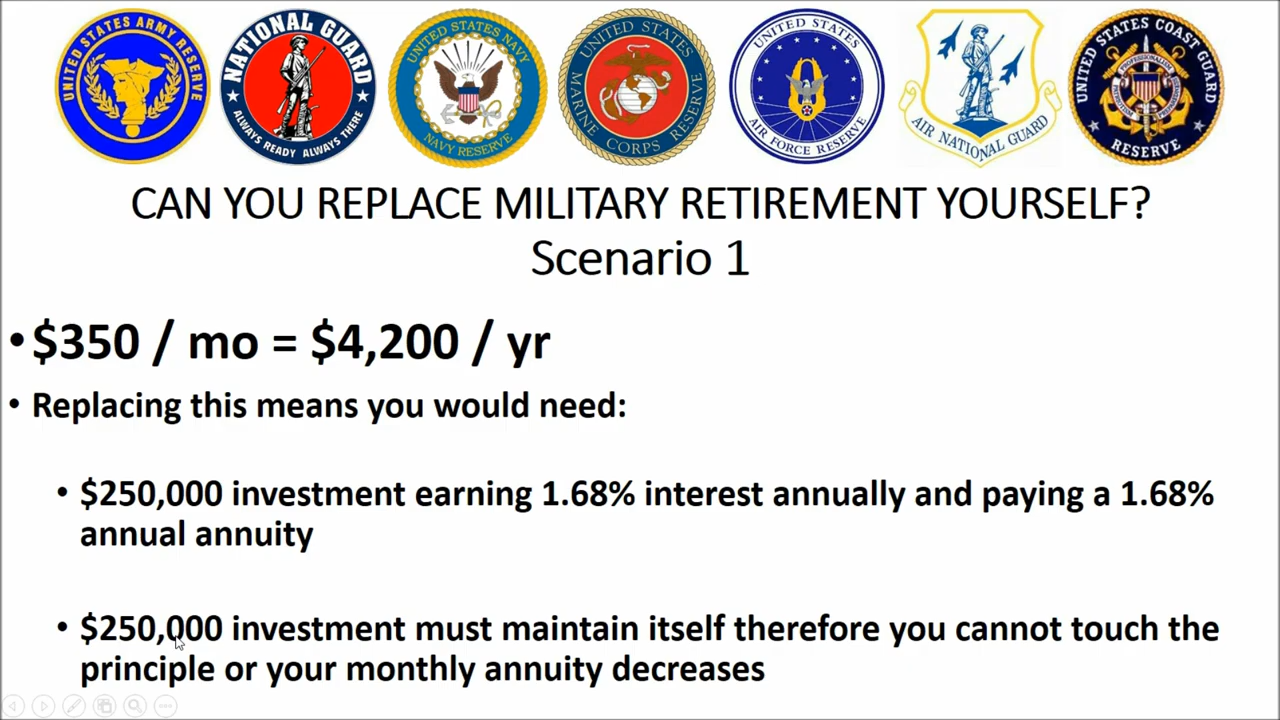 UNITED STATES ARMY RESERVE
NATIONAL GUARD
ALWAYS READY ALWAYS THERE
UNITED STATES NAVY
NAVY RESERVE
UNITED STATES
MARINE CORPS RESERVE
UNITED STATES
AIR FORCE RESERVE
AIR NATIONAL GUARD
UNITED STATES COAST GUARD
RESERVE
CAN YOU REPLACE MILITARY RETIREMENT YOURSELF?
Scenario 1
• $350 / mo = $4,200 / yr
• Replacing this means you would need:
• $250,000 investment earning 1.68% interest annually and paying a 1.68%
annual annuity
• $250,000 investment must maintain itself therefore you cannot touch the
principle or your monthly annuity decreases